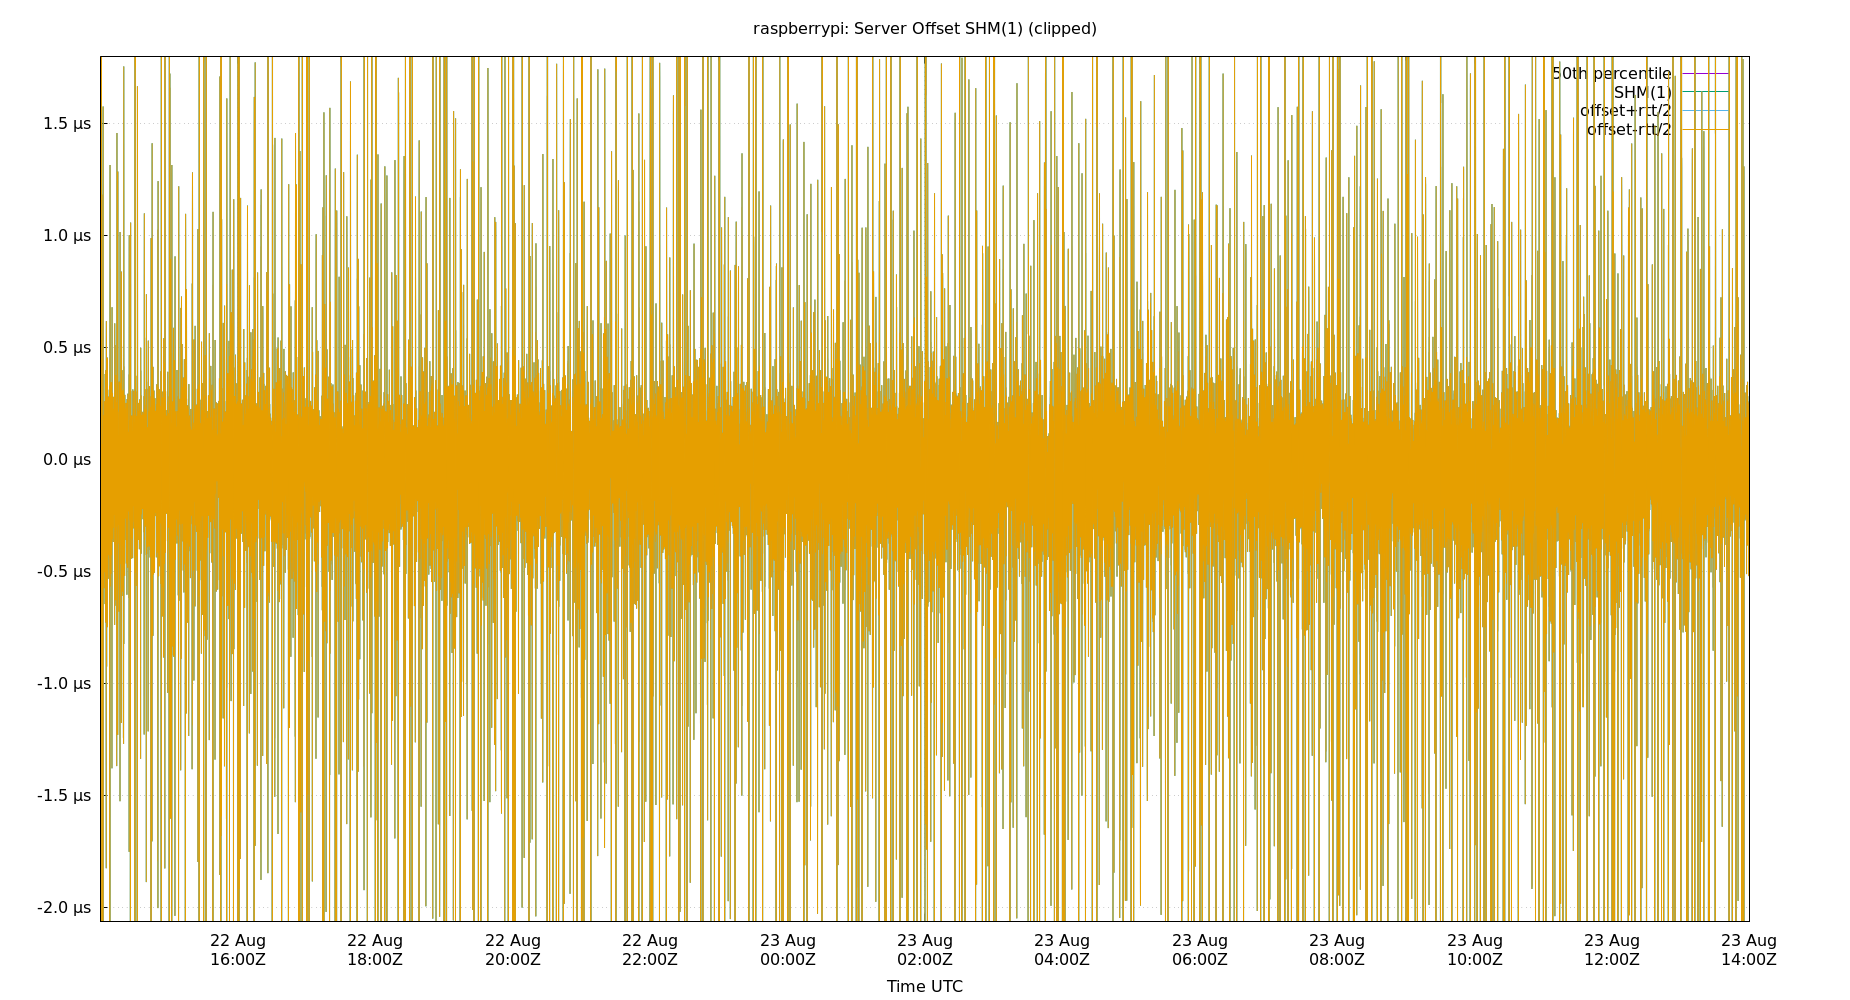 raspberrypi: Server Offset SHM(1) (clipped)
50th percentile
SHM(1)
offset+rtt/2
offset-rtt/2
1.5 µs
1.0 µs
0.5 µs
0.0 µs
-0.5 µs
-1.0 µs
-1.5 µs
-2.0 µs
22 Aug 22 Aug 22 Aug 22 Aug 23 Aug 23 Aug 23 Aug 23 Aug 23 Aug 23 Aug 23 Aug 23 Aug
16:00Z 18:00Z 20:00Z 22:00Z 00:00Z 02:00Z 04:00Z 06:00Z 08:00Z 10:00Z 12:00Z 14:00Z
Time UTC